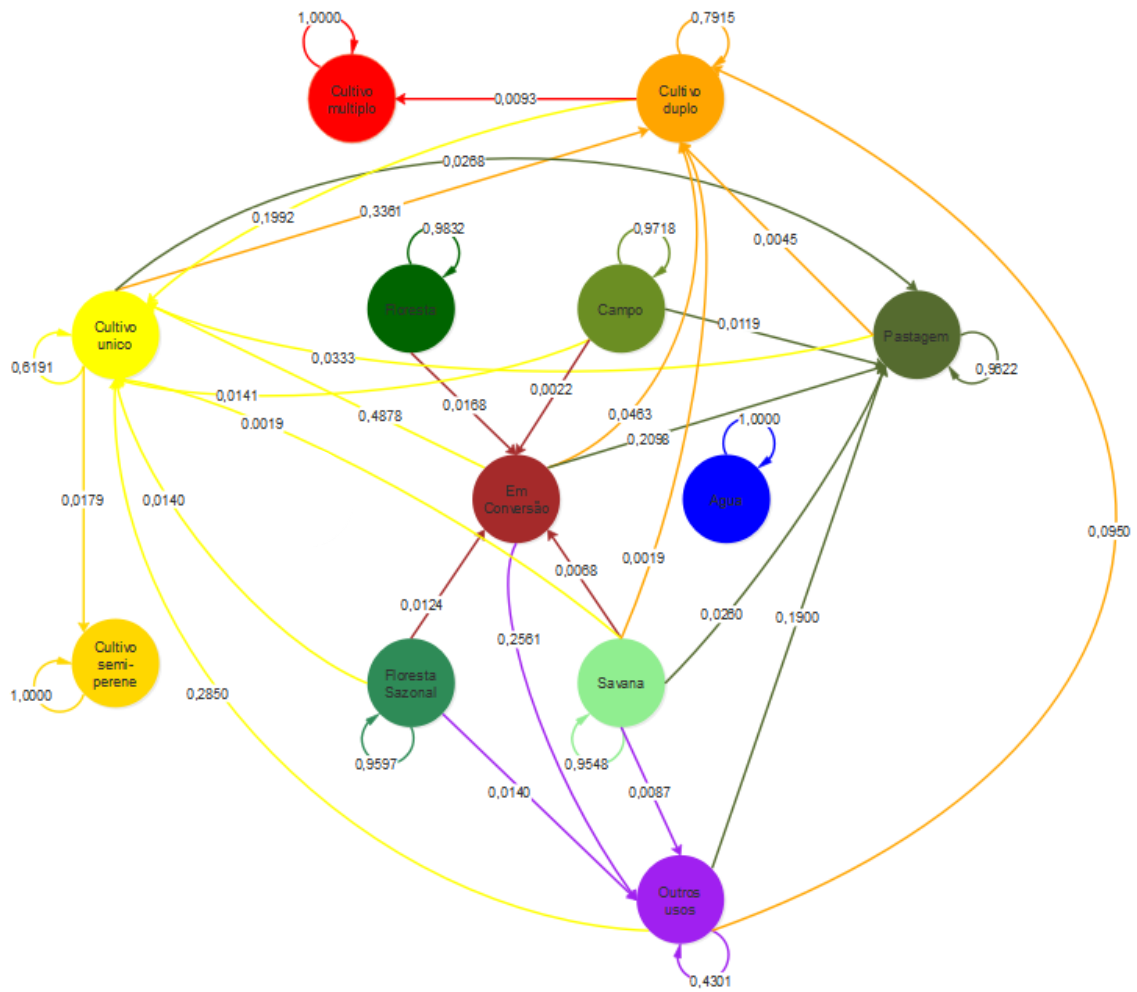 1,0000
0,7915
Cultivo
multiplo
0,0093
Cultivo
duplo
0,0268
0,1992
0,3361
0,9832
0,9718
0,0045
Floresta
Campo
Cultivo
unico
0,0119
Pastagem
0,6191
0,0333
0,9622
0,0141
0,0022
0,0168
0.0019
0,4878
0,0463
0,2098
1,0000
Em
Conversão
Agua
0,0179
0,0140
0,0950
0,0019
0,0068
0,0124
0,0260
0,1900
0,2561
Cultivo
semi-
perene
Floresta
Sazonal
Savana
1,0000
0,2850
0,9597
0,9548
0,0140
0,0087
Outros
usos
0,4301